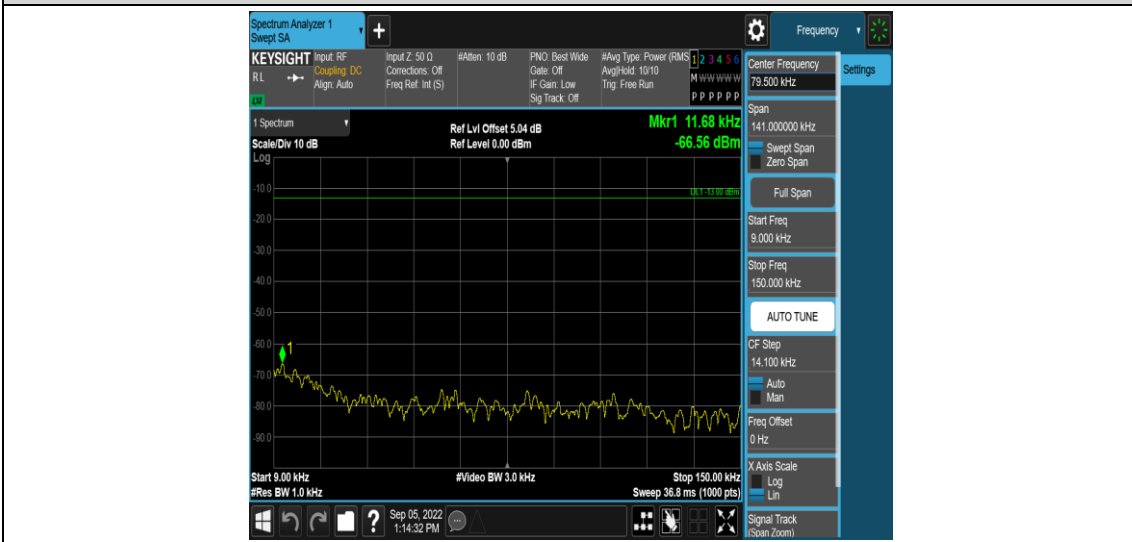 Spectrum Analyzer 1
Swept SA
Frequency
KEYSIGHT
RL
LXI
Input: RF
Coupling: DC
Align: Auto
Input Z: 50 Ω
Corrections: Off
Freq Ref: Int (S)
#Atten: 10 dB
PNO: Best Wide
Gate: Off
IF Gain: Low
Sig Track: Off
#Avg Type: Power (RMS
Avg|Hold: 10/10
Trig: Free Run
1 2 3 4 5 6
M W W W W W
P P P P P P
Center Frequency
79.500 kHz
Settings
Span
141.000000 kHz
Swept Span
Zero Span
Full Span
Start Freq
9.000 kHz
Stop Freq
150.000 kHz
AUTO TUNE
CF Step
14.100 kHz
Auto
Man
Freq Offset
0 Hz
X Axis Scale
Log
Lin
Signal Track
(Span Zoom)
1 Spectrum
Scale/Div 10 dB
Log
Ref Lvl Offset 5.04 dB
Ref Level 0.00 dBm
Mkr1 11.68 kHz
-66.56 dBm
DL1 -13.00 dBm
-10.0
-20.0
-30.0
-40.0
-50.0
-60.0
1
-70.0
-80.0
-90.0
Start 9.00 kHz
#Video BW 3.0 kHz
Stop 150.00 kHz
#Res BW 1.0 kHz
Sweep 36.8 ms (1000 pts)
?
Sep 05, 2022
1:14:32 PM